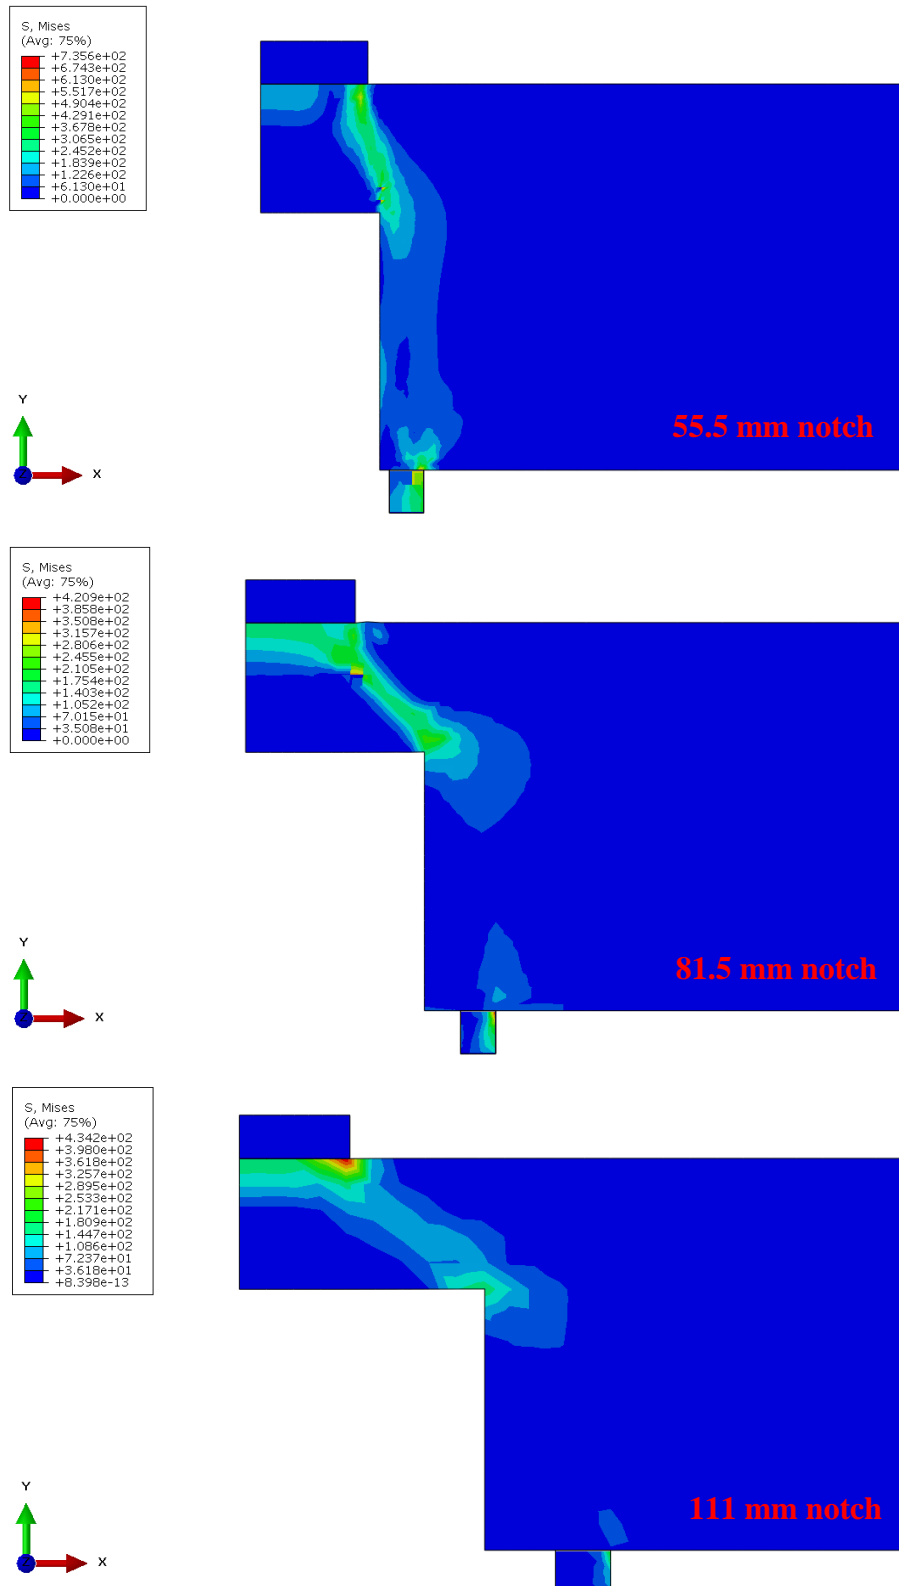 S, Mises
(Avg: 75%)
+7.356e+02
+6.743e+02
+6.130e+02
+5.517e+02
+4.904e+02
+4.291e+02
+3.678e+02
+3.065e+02
+2.452e+02
+1.839e+02
+1.226e+02
+6.130e+01
+0.000e+00
Y
Z
X
55.5 mm notch
S, Mises
(Avg: 75%)
+4.209e+02
+3.858e+02
+3.508e+02
+3.157e+02
+2.806e+02
+2.455e+02
+2.105e+02
+1.754e+02
+1.403e+02
+1.052e+02
+7.015e+01
+3.508e+01
+0.000e+00
Y
Z
X
81.5 mm notch
S, Mises
(Avg: 75%)
+4.342e+02
+3.980e+02
+3.618e+02
+3.257e+02
+2.895e+02
+2.533e+02
+2.171e+02
+1.809e+02
+1.447e+02
+1.086e+02
+7.237e+01
+3.618e+01
+8.398e-13
Y
Z
X
111 mm notch